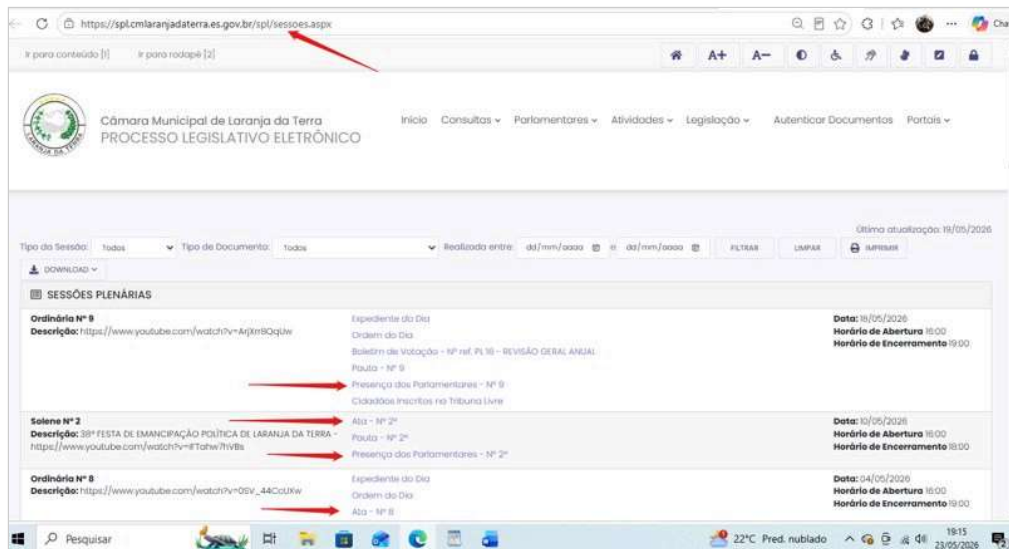 https://spl.cmlaranjadaterra.es.gov.br/spl/sessoes.aspx
Cha
Ir para conteúdo [1] Ir para rodapé [2]
A+ A-
Câmara Municipal de Laranja da Terra
PROCESSO LEGISLATIVO ELETRÔNICO
Início Consultas Parlamentares Atividades Legislação Autenticar Documentos Portais
LARANJA DA TERRA
Última atualização: 19/05/2026
Tipo da Sessão: Todos Tipo de Documento: Todos Realizada entre: dd/mm/aaaa e dd/mm/aaaa FILTRAR LIMPAR IMPRIMIR
DOWNLOAD
SESSÕES PLENÁRIAS
Ordinária Nº 9
Descrição: https://www.youtube.com/watch?v=
Expediente do Dia
Ordem do Dia
Boletim de Votação - Nº ref. PL 16 - REVISÃO GERAL ANUAL
Pauta - Nº 9
Presença dos Parlamentares - Nº 9
Cidadãos Inscritos na Tribuna Livre
Data: 18/05/2026
Horário de Abertura 16:00
Horário de Encerramento 19:00
Solene Nº 2
Descrição: 38ª FESTA DE EMANCIPAÇÃO POLÍTICA DE LARANJA DA TERRA -
https://www.youtube.com/watch?v=
Ata - Nº 2ª
Pauta - Nº 2ª
Presença dos Parlamentares - Nº 2ª
Data: 10/05/2026
Horário de Abertura 16:00
Horário de Encerramento 18:00
Ordinária Nº 8
Descrição: https://www.youtube.com/watch?v=
Expediente do Dia
Ordem do Dia
Ata - Nº 8
Data: 04/05/2026
Horário de Abertura 16:00
Horário de Encerramento 19:00
Pesquisar
22°C Pred. nublado
19:15
23/05/2026